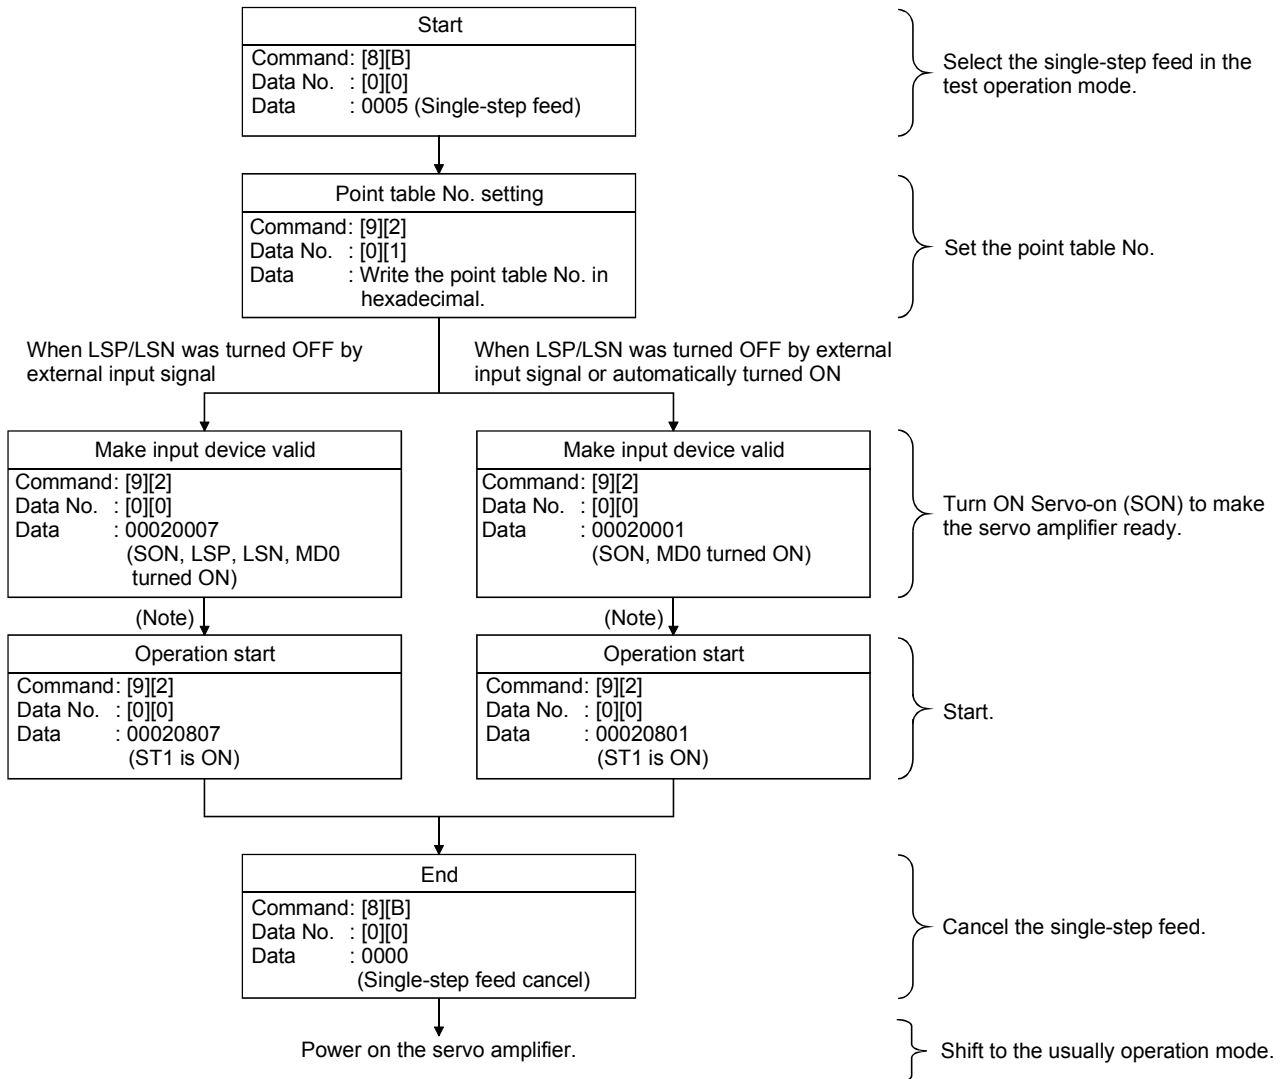 Start
Command: [8][B]
Data No. : [0][0]
Data : 0005 (Single-step feed)
Select the single-step feed in the
test operation mode.
Point table No. setting
Command: [9][2]
Data No. : [0][1]
Data : Write the point table No. in
hexadecimal.
Set the point table No.
When LSP/LSN was turned OFF by
external input signal
When LSP/LSN was turned OFF by external
input signal or automatically turned ON
Make input device valid
Command: [9][2]
Data No. : [0][0]
Data : 00020007
(SON, LSP, LSN, MD0
turned ON)
Make input device valid
Command: [9][2]
Data No. : [0][0]
Data : 00020001
(SON, MD0 turned ON)
Turn ON Servo-on (SON) to make
the servo amplifier ready.
(Note)
(Note)
Operation start
Command: [9][2]
Data No. : [0][0]
Data : 00020807
(ST1 is ON)
Operation start
Command: [9][2]
Data No. : [0][0]
Data : 00020801
(ST1 is ON)
Start.
End
Command: [8][B]
Data No. : [0][0]
Data : 0000
(Single-step feed cancel)
Cancel the single-step feed.
Power on the servo amplifier.
Shift to the usually operation mode.